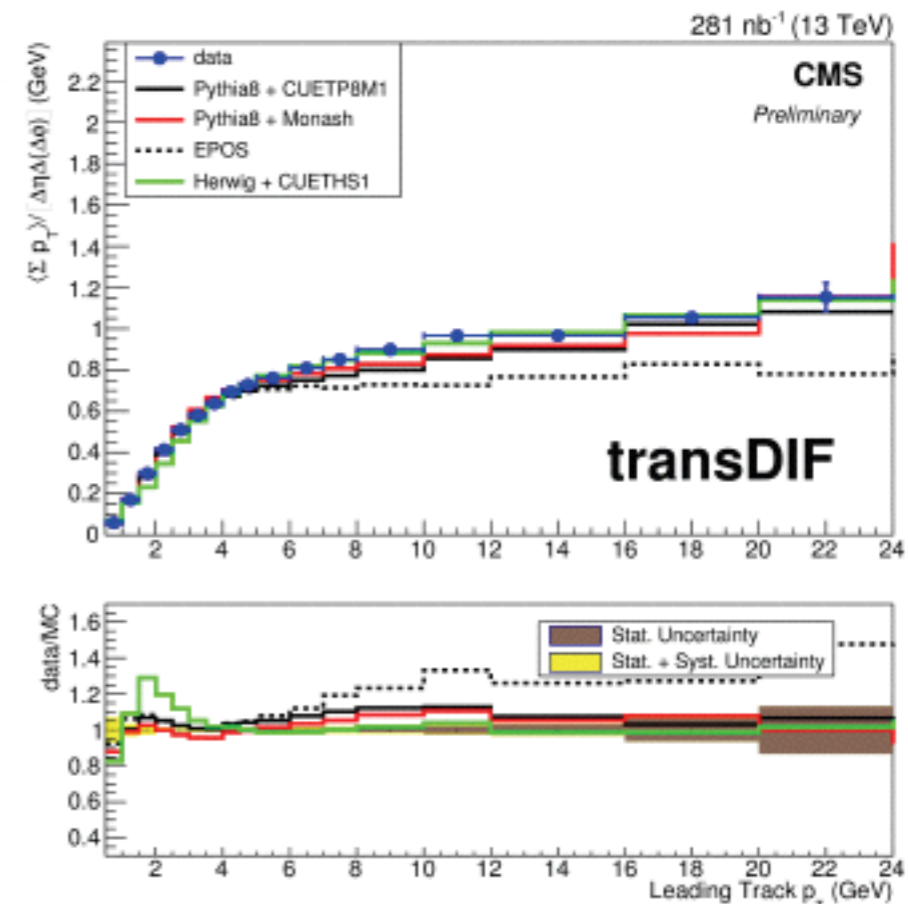 281 nb⁻¹ (13 TeV)
⟨Σ p_T⟩/[ΔηΔ(Δϕ)] (GeV)
data
Pythia8 + CUETP8M1
Pythia8 + Monash
EPOS
Herwig + CUETHS1
CMS
Preliminary
2.2
2
1.8
1.6
1.4
1.2
1
0.8
0.6
0.4
0.2
0
transDIF
2 4 6 8 10 12 14 16 18 20 22 24
data/MC
Stat. Uncertainty
Stat. + Syst. Uncertainty
1.6
1.4
1.2
1
0.8
0.6
0.4
2 4 6 8 10 12 14 16 18 20 22 24
Leading Track p_T (GeV)